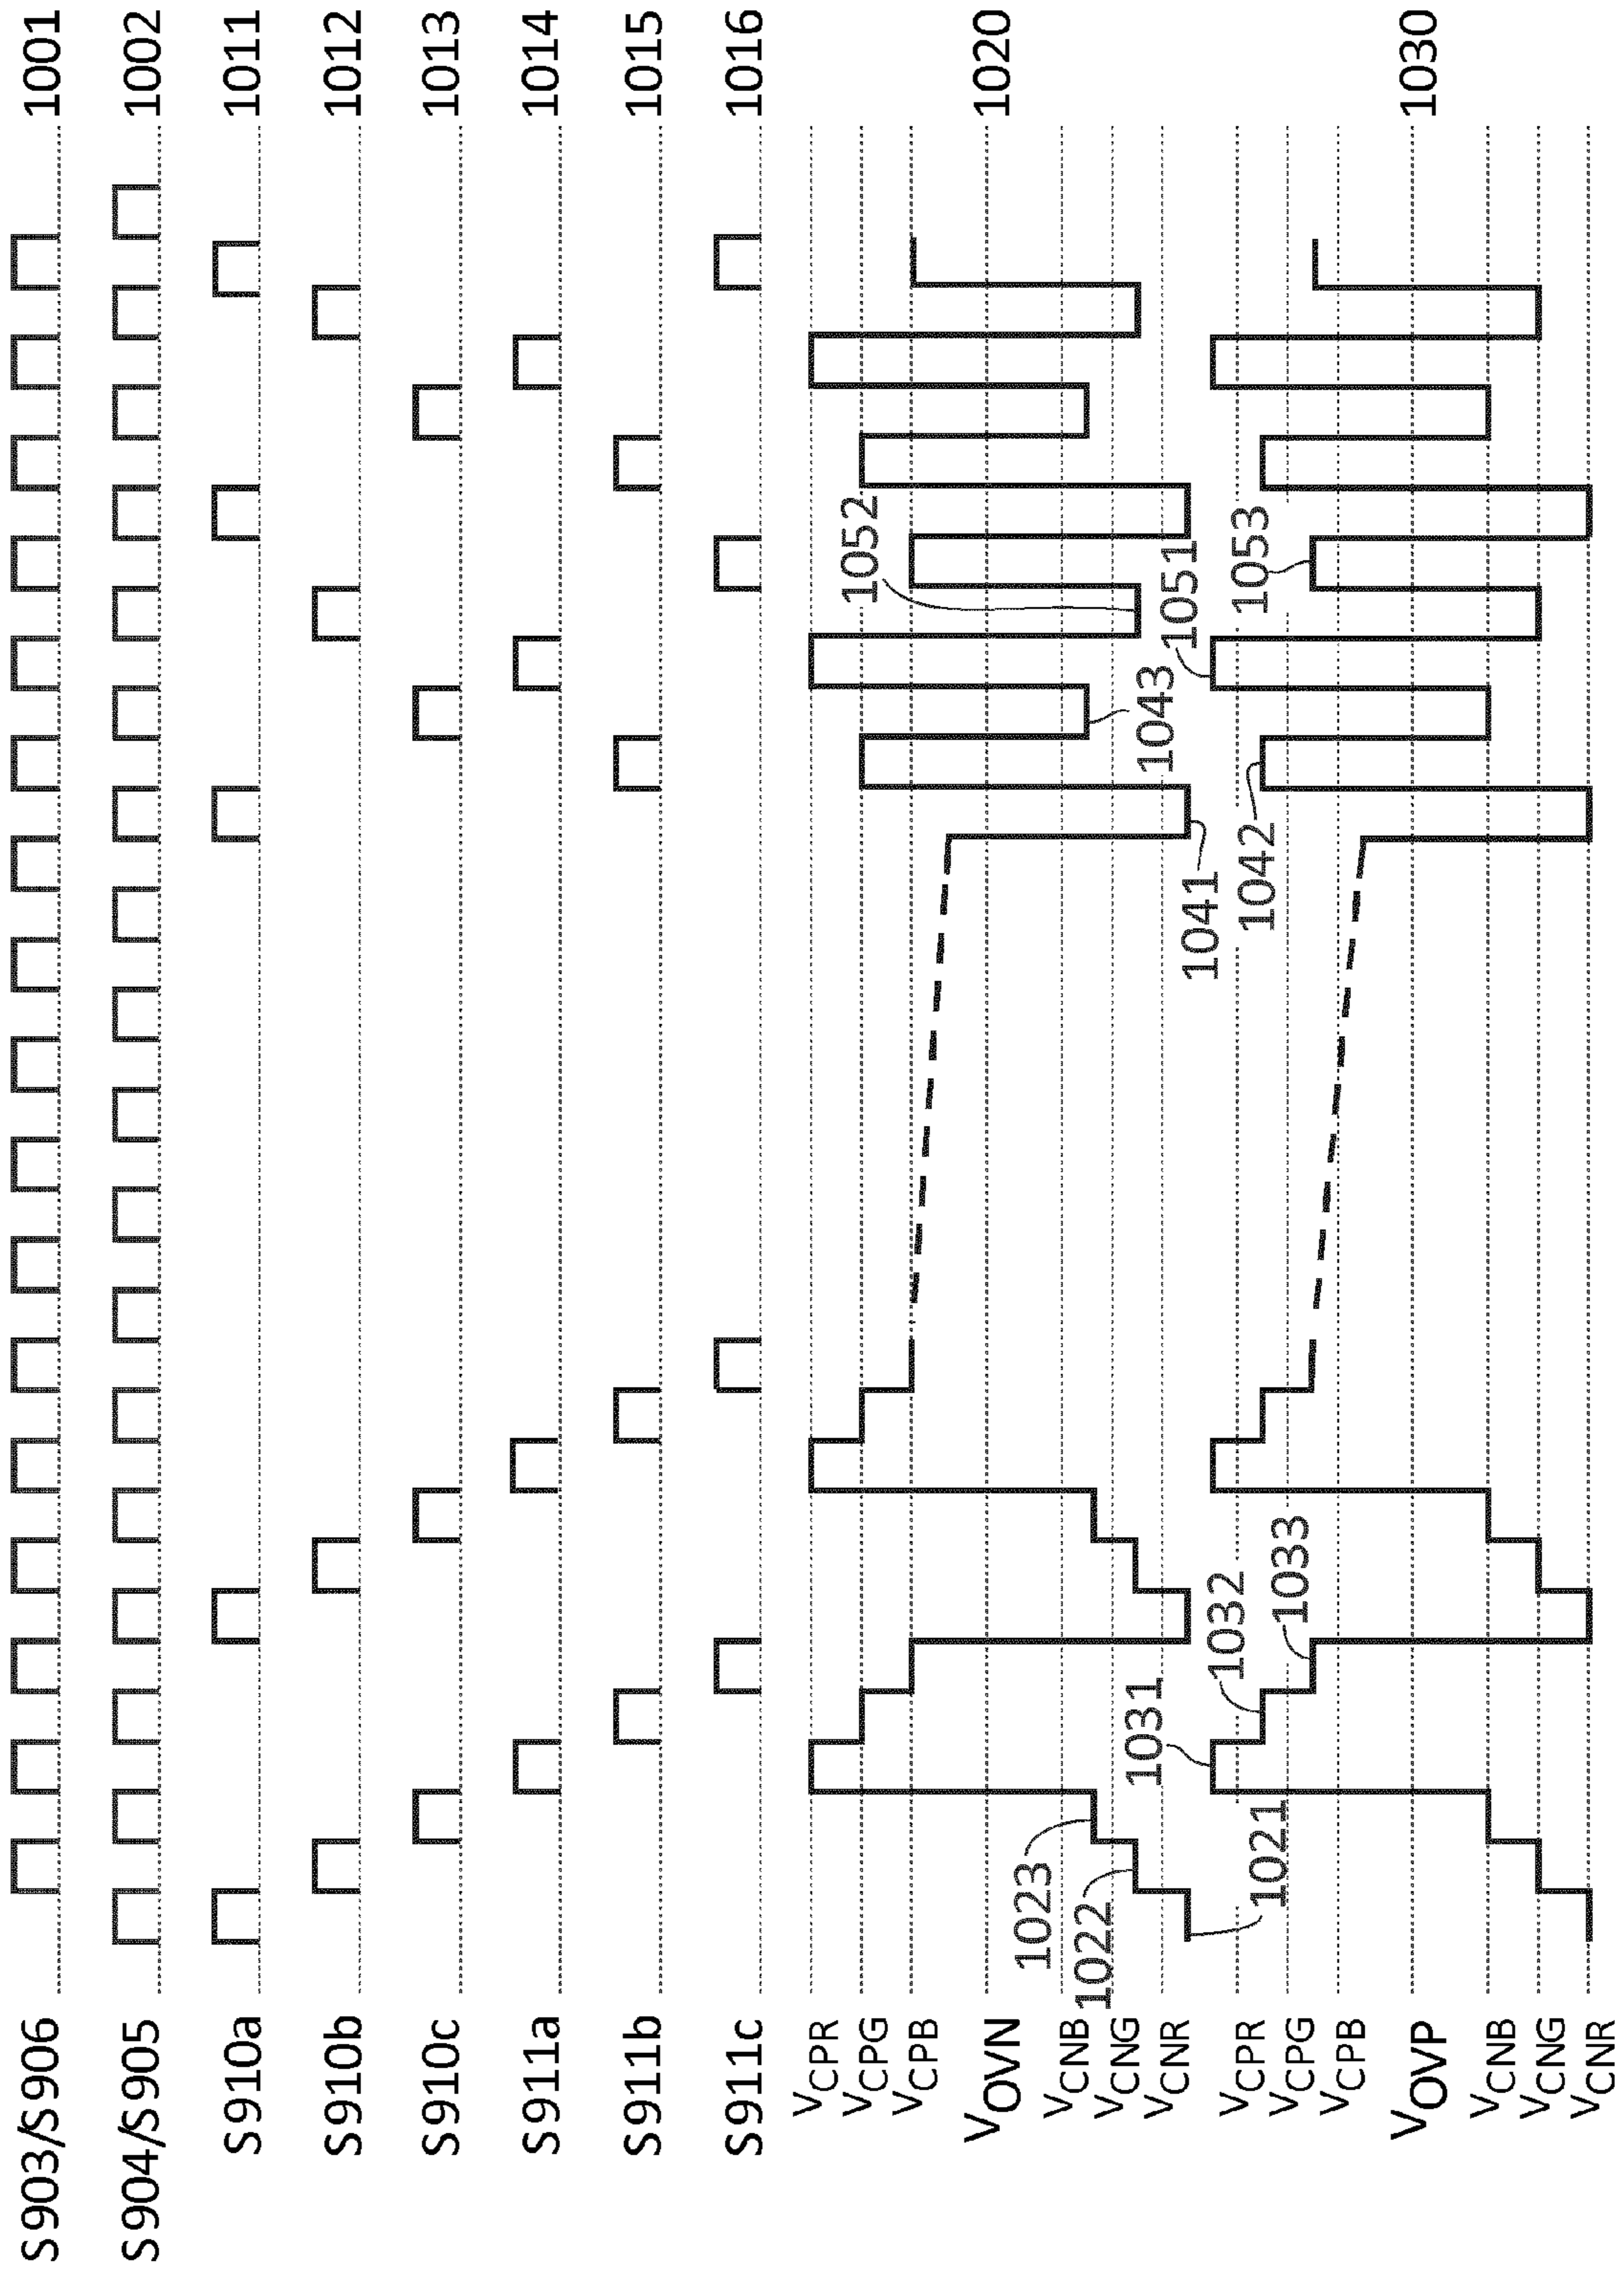 S903/S906 1001
S904/S905 1002
S910a 1011
S910b 1012
S910c 1013
S911a 1014
S911b 1015
S911c 1016
VCPR
VCPG
VCPB
VOVN 1020
VCNB
VCNG
VCNR
1021
1022
1023
1041
1043
1052
VCPR
VCPG
VCPB
VOVP 1030
VCNB
VCNG
VCNR
1031
1032
1033
1042
1051
1053